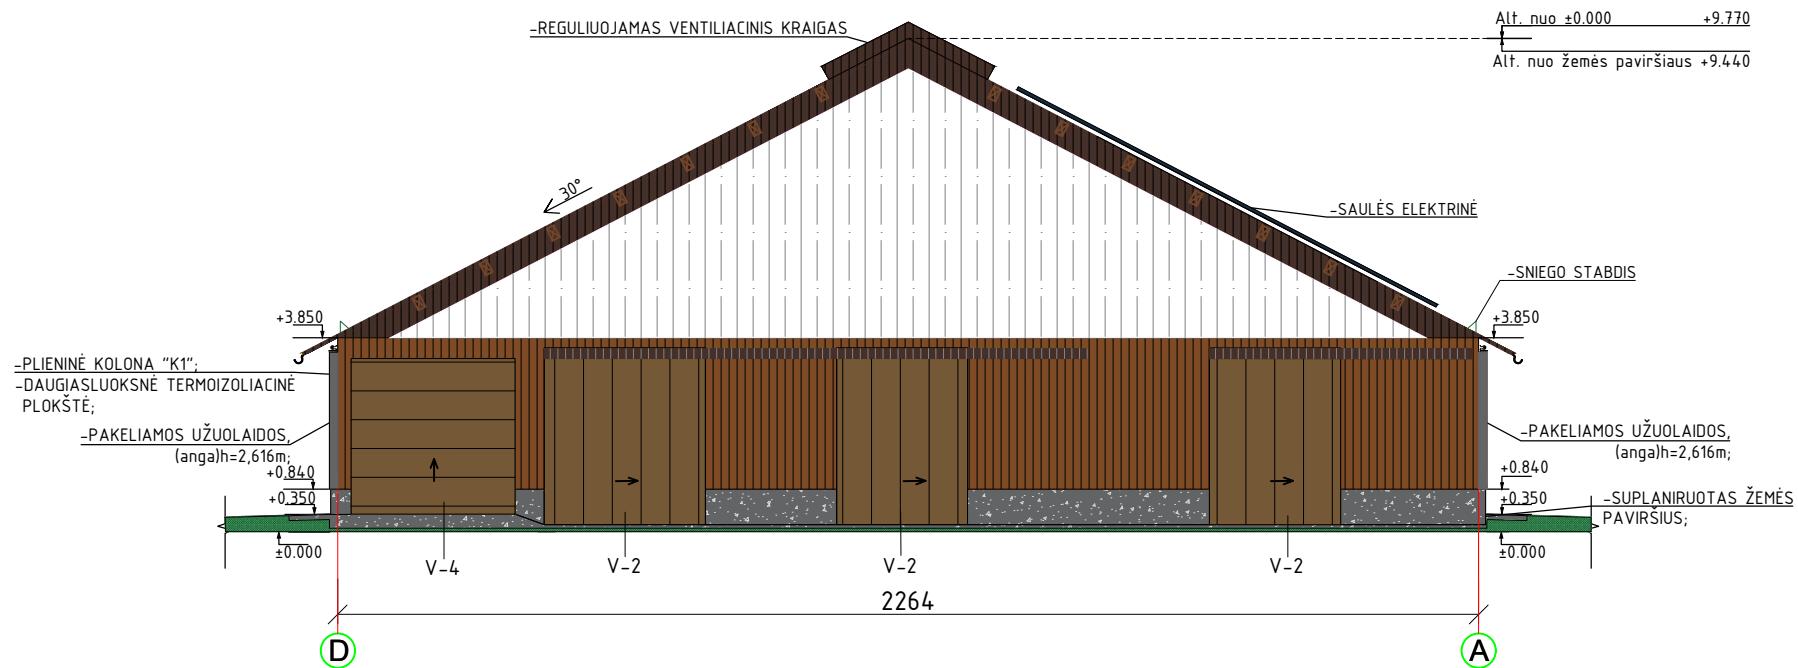 Alt. nuo ±0.000 +9.770
-REGULIUOJAMAS VENTILIACINIS KRAIGAS
Alt. nuo žemės paviršiaus +9.440
30°
-SAULĖS ELEKTRINĖ
-SNIEGO STABDIS
+3.850
+3.850
-PLIENINĖ KOLONA "K1";
-DAUGIASLUOKSNĖ TERMOIZOLIACINĖ
PLOKŠTĖ;
-PAKELIAMOS UŽUOLAIDOS,
(anga)h=2,616m;
-PAKELIAMOS UŽUOLAIDOS,
(anga)h=2,616m;
+0.840
+0.840
+0.350
+0.350
-SUPLANIRUOTAS ŽEMĖS
PAVIRŠIUS;
±0.000
±0.000
V-4
V-2
V-2
V-2
2264
D
A